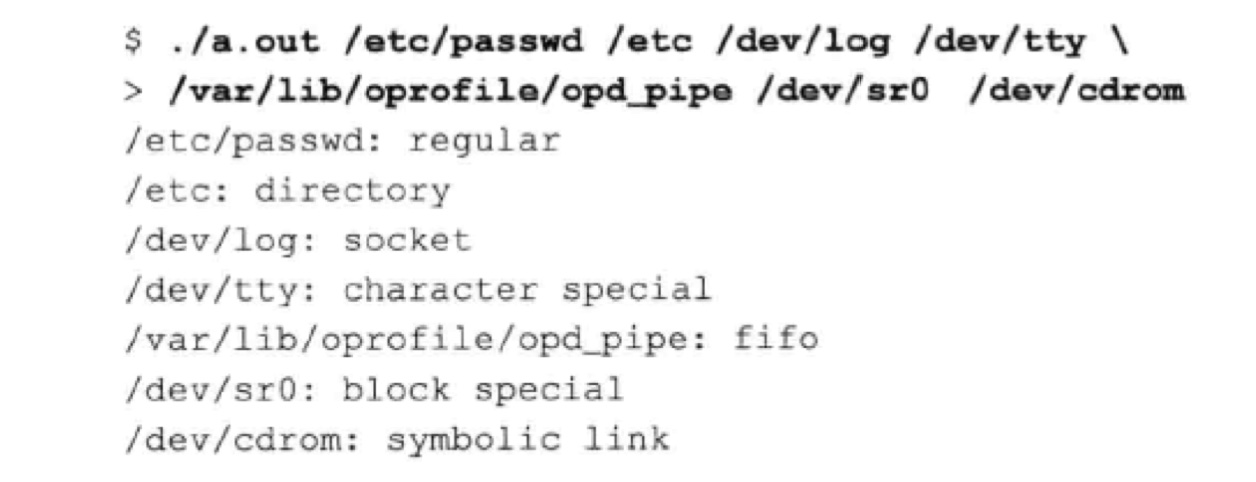 $ ./a.out /etc/passwd /etc /dev/log /dev/tty \
> /var/lib/oprofile/opd_pipe /dev/sr0  /dev/cdrom
/etc/passwd: regular
/etc: directory
/dev/log: socket
/dev/tty: character special
/var/lib/oprofile/opd_pipe: fifo
/dev/sr0: block special
/dev/cdrom: symbolic link